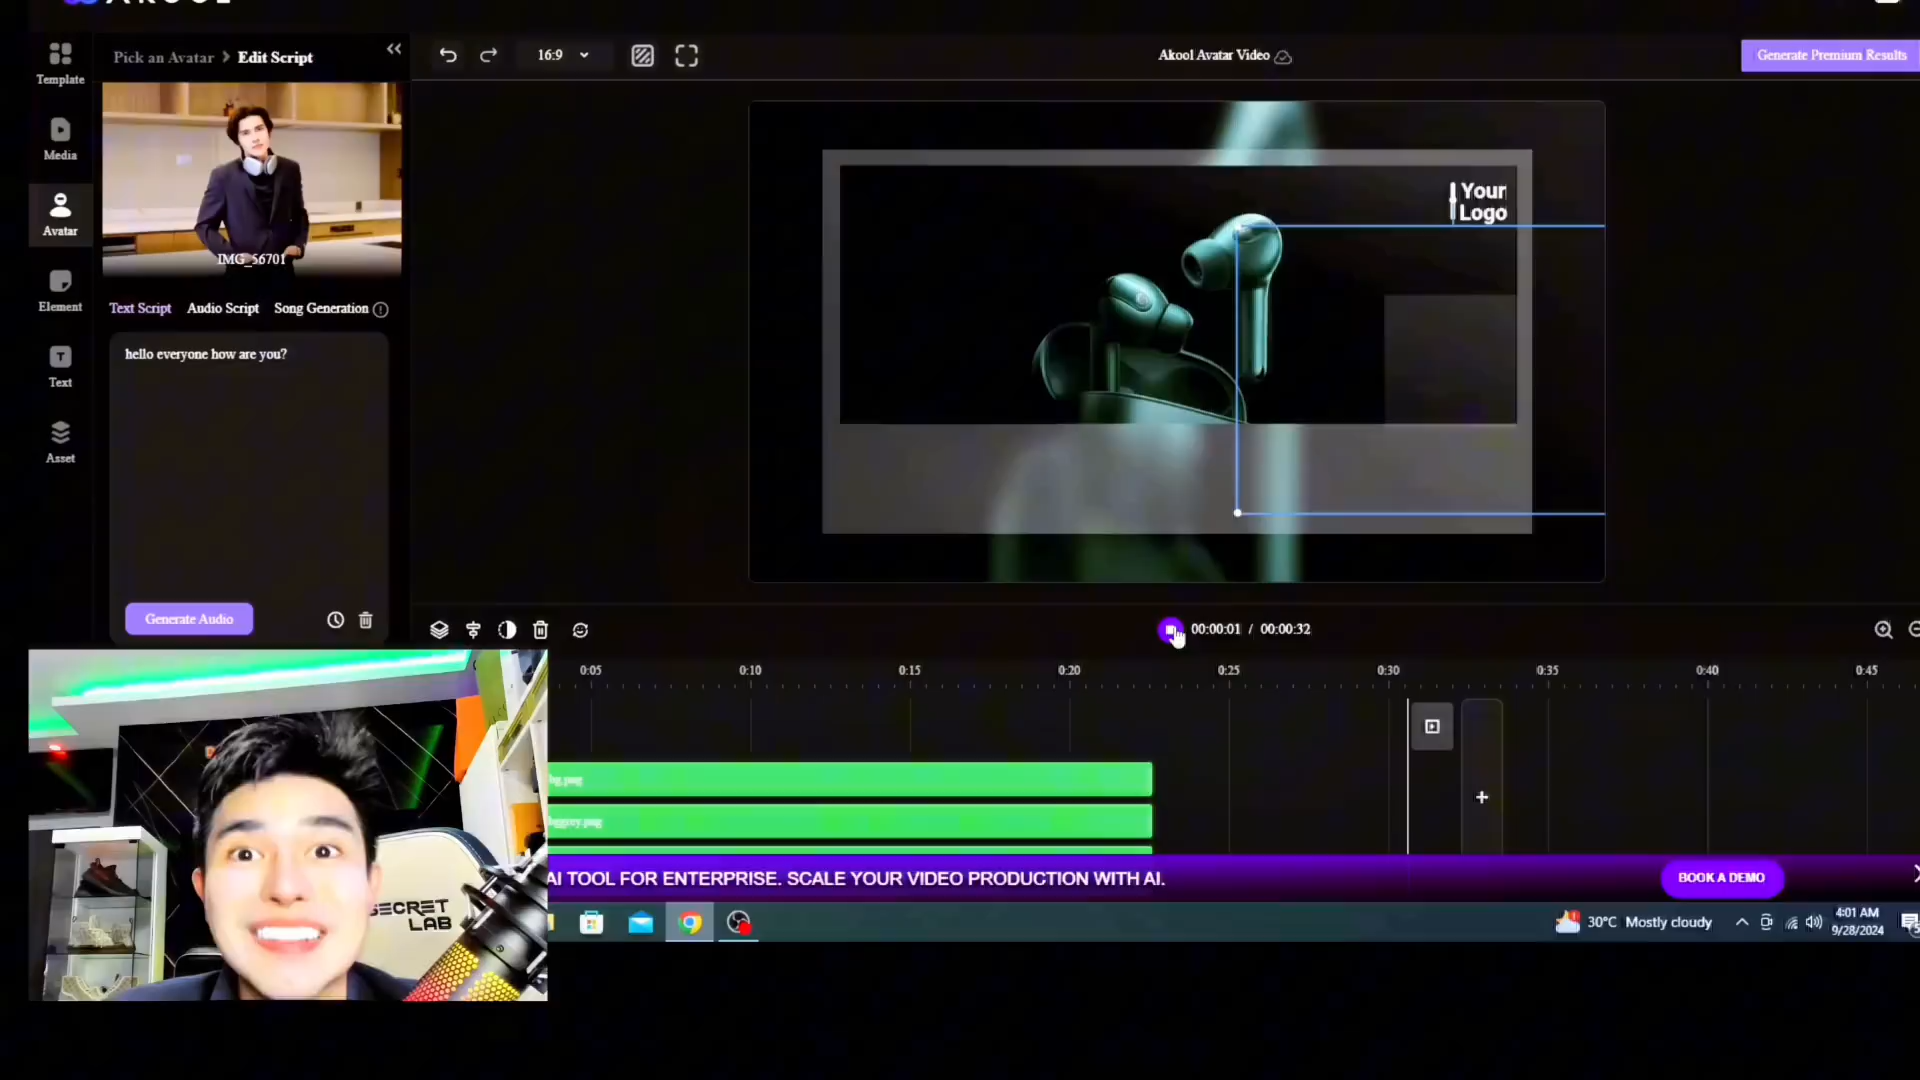 AKOOL
Template
Media
Avatar
Element
Text
Asset
Pick an Avatar > Edit Script
IMG_56701
Text Script Audio Script Song Generation
hello everyone how are you?
Generate Audio
16:9
Akool Avatar Video
Generate Premium Results
Your
Logo
00:00:01 / 00:00:32
0:05 0:10 0:15 0:20 0:25 0:30 0:35 0:40 0:45
bg.png
AI TOOL FOR ENTERPRISE. SCALE YOUR VIDEO PRODUCTION WITH AI.
BOOK A DEMO
SECRET
LAB
30°C Mostly cloudy
4:01 AM
9/28/2024